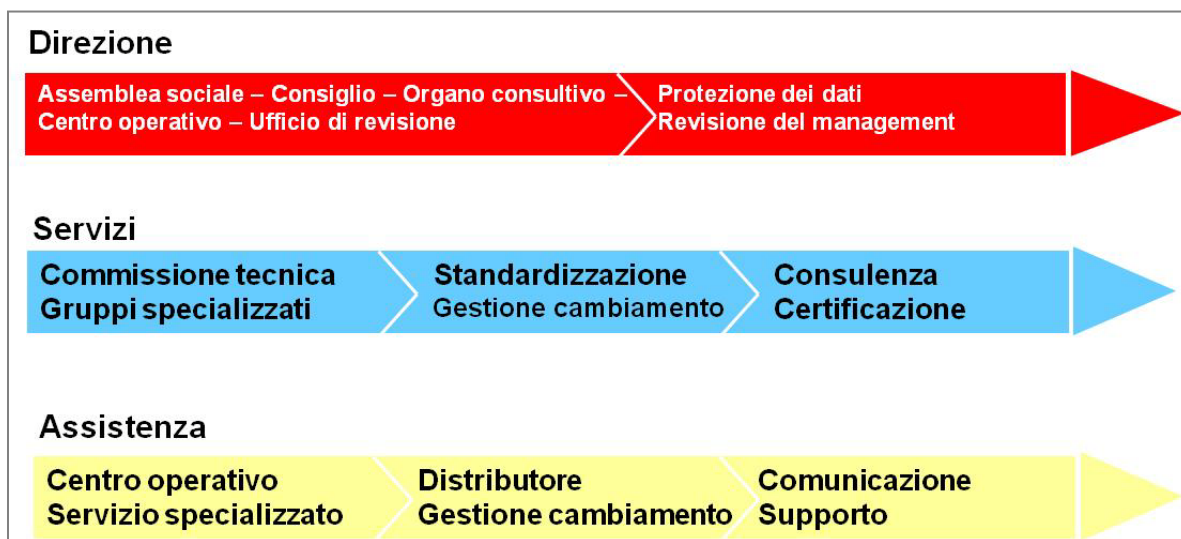 Direzione
Assemblea sociale – Consiglio – Organo consultivo –
Centro operativo – Ufficio di revisione
Protezione dei dati
Revisione del management
Servizi
Commissione tecnica
Gruppi specializzati
Standardizzazione
Gestione cambiamento
Consulenza
Certificazione
Assistenza
Centro operativo
Servizio specializzato
Distributore
Gestione cambiamento
Comunicazione
Supporto